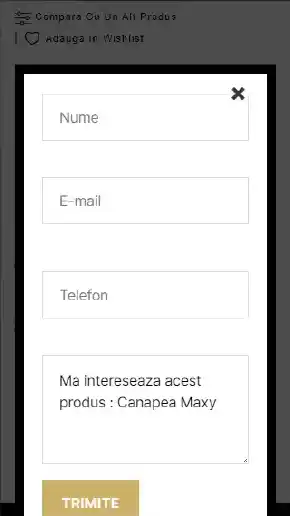 Compara Cu Un Alt Produs
Adauga in Wishlist
Nume
E-mail
Telefon
Ma intereseaza acest
produs : Canapea Maxy
TRIMITE